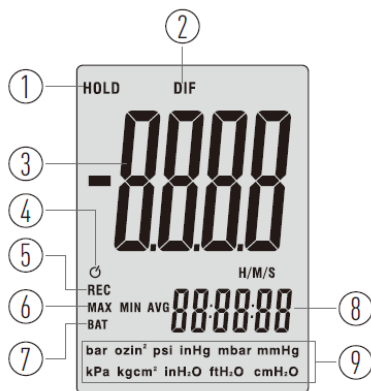 ②
① HOLD DIF
③ -8.8.8.8
④
⑤ REC H/M/S
⑥ MAX MIN AVG 88:88:88 ⑧
⑦ BAT
bar ozin² psi inHg mbar mmHg
kPa kgcm² inH₂O ftH₂O cmH₂O ⑨